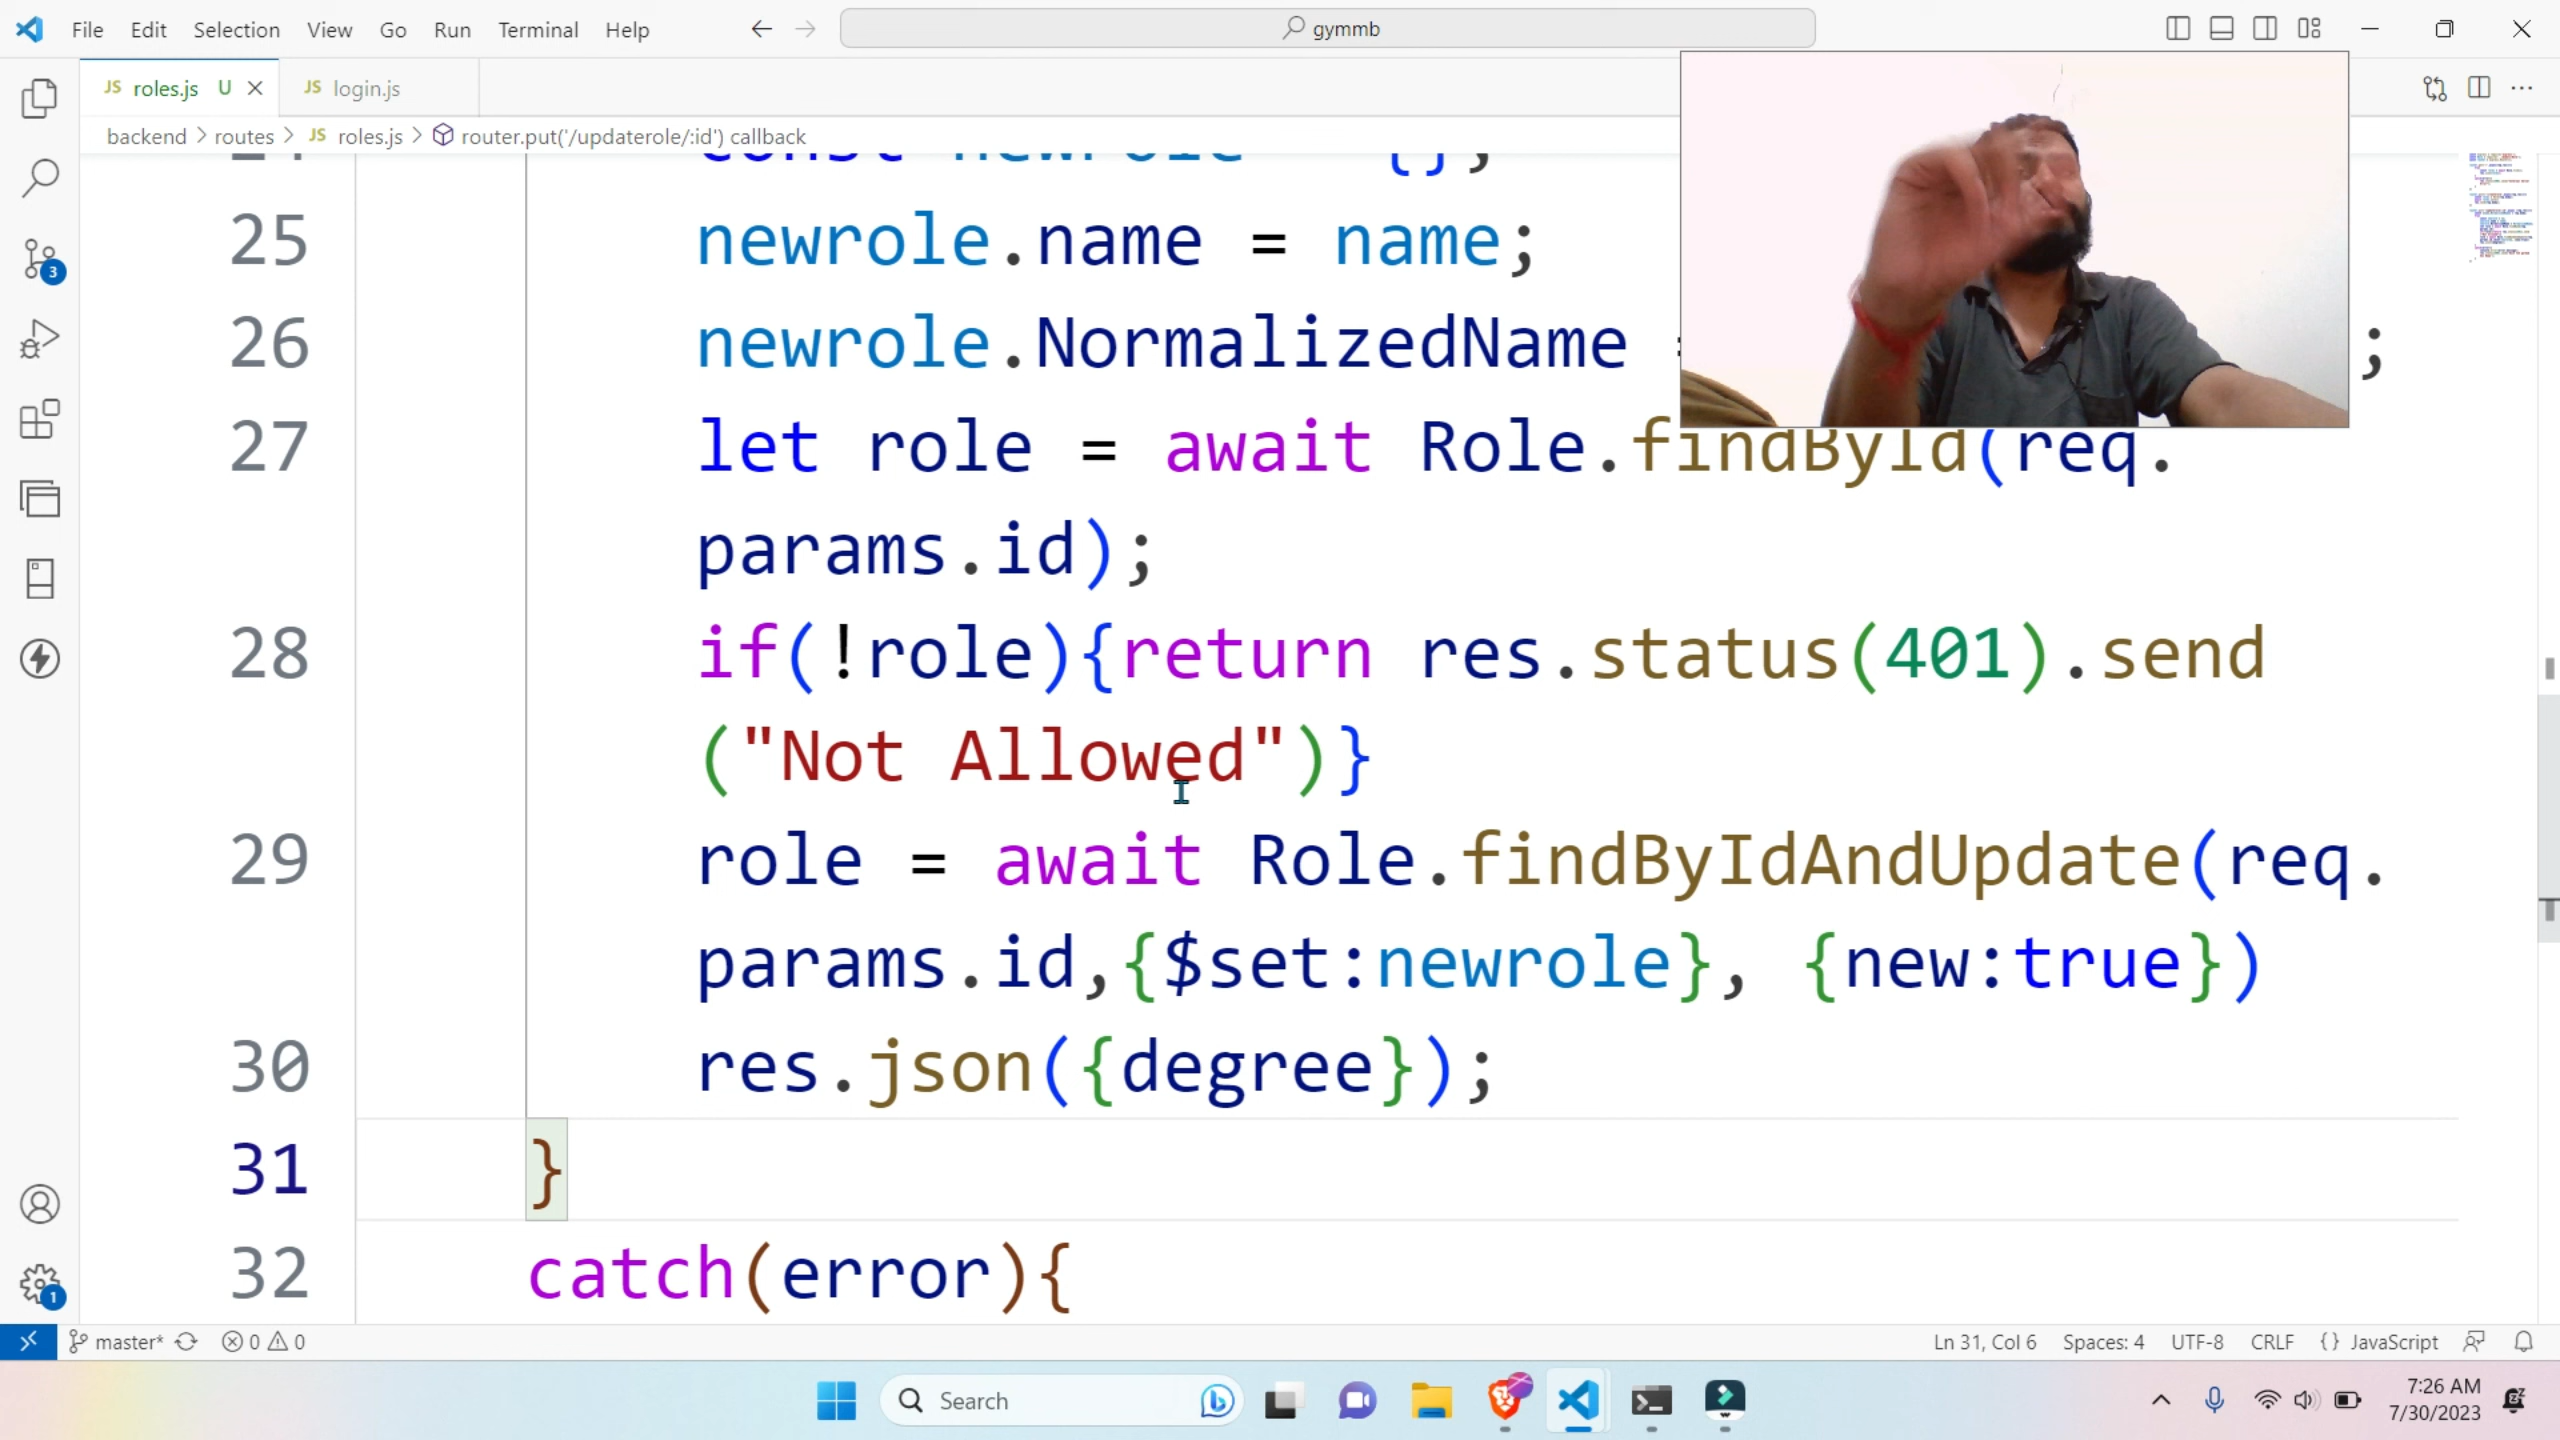 File Edit Selection View Go Run Terminal Help gymmb
JS roles.js U JS login.js
backend > routes > JS roles.js > router.put('/updaterole/:id') callback
const newrole {};
25 newrole.name = name;
26 newrole.NormalizedName = ;
27 let role = await Role.findById(req.
params.id);
28 if(!role){return res.status(401).send
("Not Allowed")}
29 role = await Role.findByIdAndUpdate(req.
params.id,{$set:newrole}, {new:true})
30 res.json({degree});
31 }
32 catch(error){
3
1
master* 0 0 Ln 31, Col 6 Spaces: 4 UTF-8 CRLF {} JavaScript
Search 7:26 AM
7/30/2023